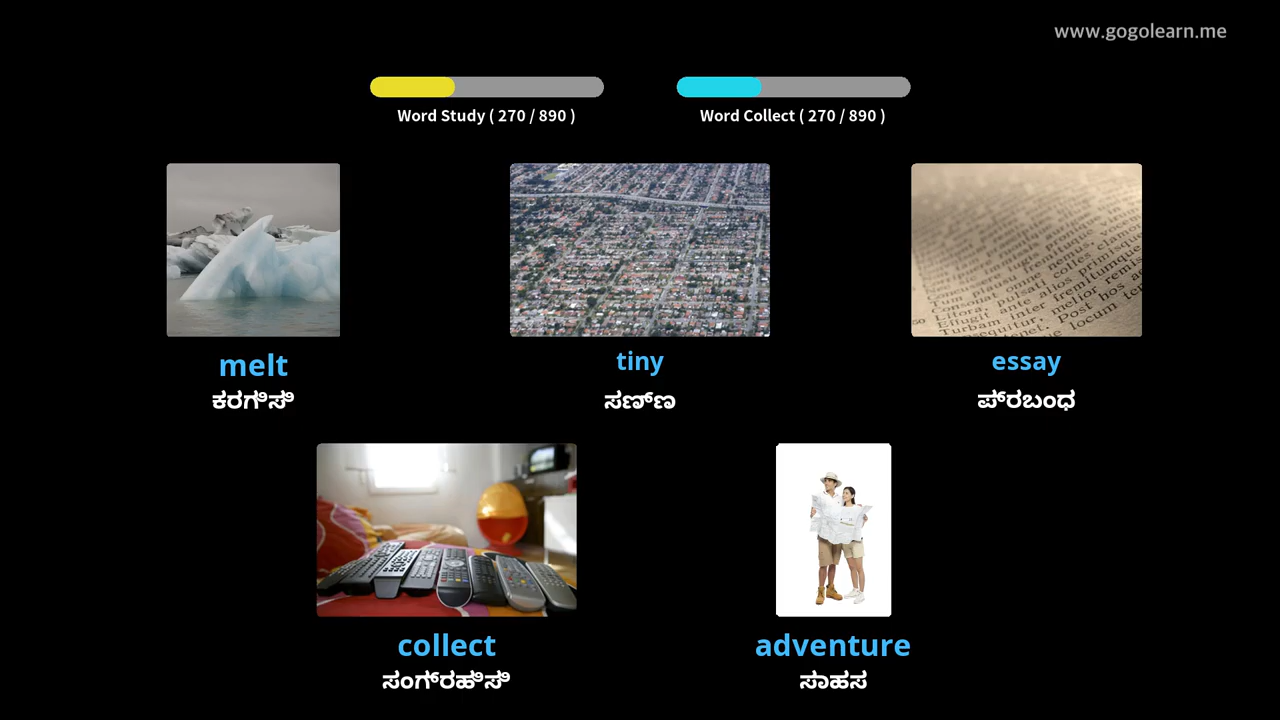 www.gogolearn.me
Word Study ( 270 / 890 )
Word Collect ( 270 / 890 )
melt
tiny
essay
ಕರಗಿಸಿ
ಸಣ್ಣ
ಪ್ರಬಂಧ
collect
adventure
ಸಂಗ್ರಹಿಸಿ
ಸಾಹಸ